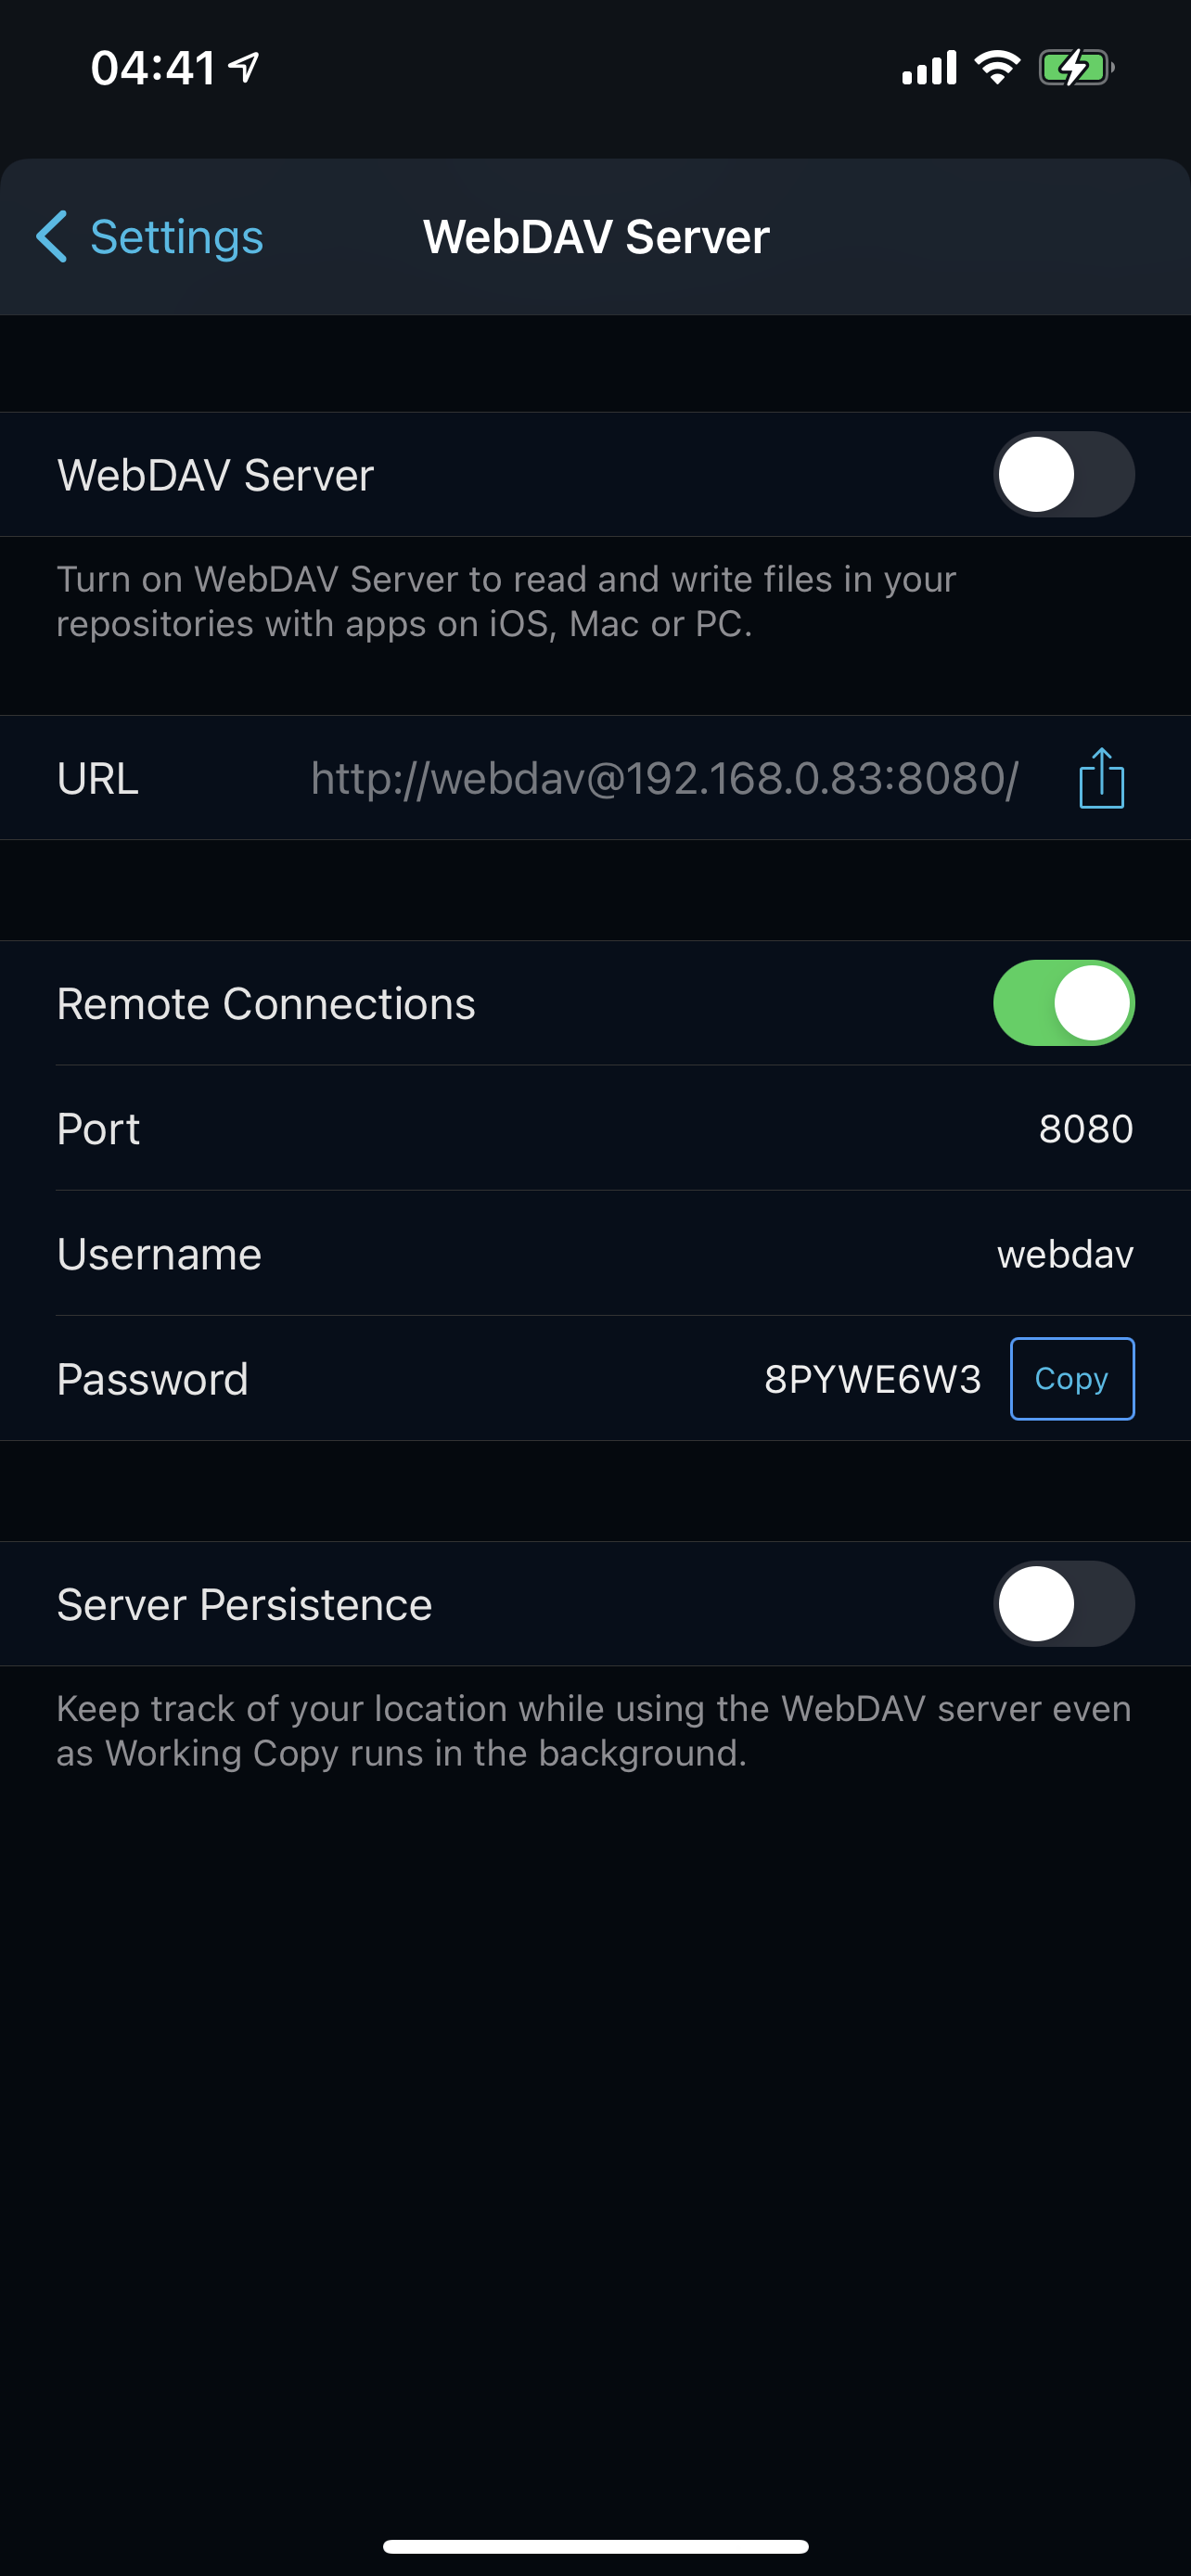 04:41
Settings
WebDAV Server
WebDAV Server
Turn on WebDAV Server to read and write files in your
repositories with apps on iOS, Mac or PC.
URL http://webdav@192.168.0.83:8080/
Remote Connections
Port 8080
Username webdav
Password 8PYWE6W3 Copy
Server Persistence
Keep track of your location while using the WebDAV server even
as Working Copy runs in the background.